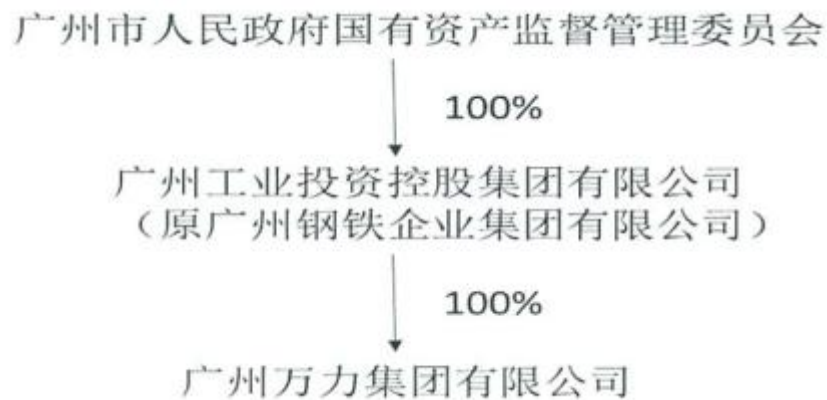 广州市人民政府国有资产监督管理委员会
100%
广州工业投资控股集团有限公司
（原广州钢铁企业集团有限公司）
100%
广州万力集团有限公司